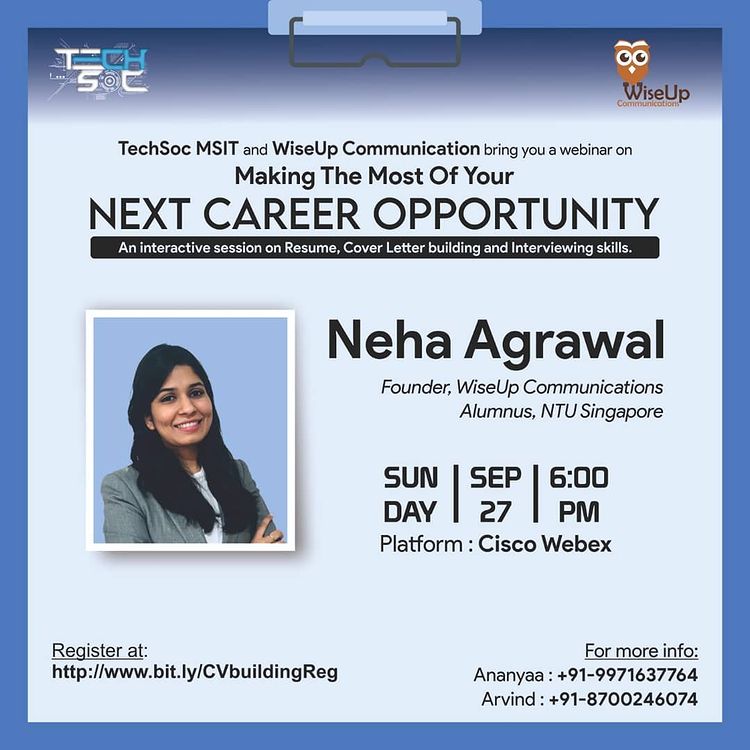 TECH
SOC
WiseUp
Communications
TechSoc MSIT and WiseUp Communication bring you a webinar on
Making The Most Of Your
NEXT CAREER OPPORTUNITY
An interactive session on Resume, Cover Letter building and Interviewing skills.
Neha Agrawal
Founder, WiseUp Communications
Alumnus, NTU Singapore
SUN DAY | SEP 27 | 6:00 PM
Platform : Cisco Webex
Register at:
http://www.bit.ly/CVbuildingReg
For more info:
Ananyaa : +91-9971637764
Arvind : +91-8700246074